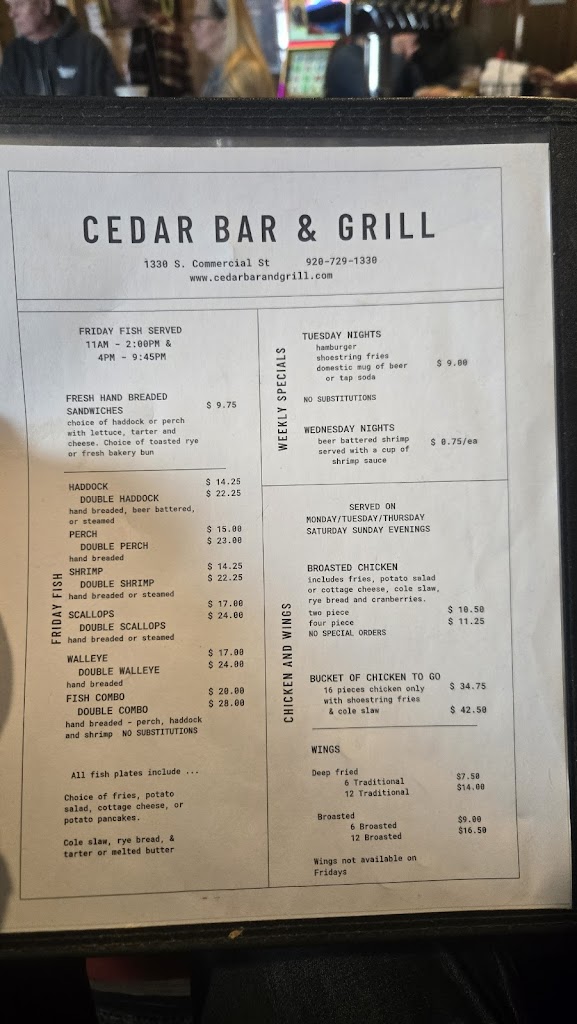 CEDAR BAR & GRILL
1330 S. Commercial St 920-729-1330
www.cedarbarandgrill.com
FRIDAY FISH SERVED
11AM - 2:00PM &
4PM - 9:45PM
FRESH HAND BREADED
SANDWICHES $ 9.75
choice of haddock or perch
with lettuce, tarter and
cheese. Choice of toasted rye
or fresh bakery bun
FRIDAY FISH
HADDOCK $ 14.25
DOUBLE HADDOCK $ 22.25
hand breaded, beer battered,
or steamed
PERCH $ 15.00
DOUBLE PERCH $ 23.00
hand breaded
SHRIMP $ 14.25
DOUBLE SHRIMP $ 22.25
hand breaded or steamed
SCALLOPS $ 17.00
DOUBLE SCALLOPS $ 24.00
hand breaded or steamed
WALLEYE $ 17.00
DOUBLE WALLEYE $ 24.00
hand breaded
FISH COMBO $ 20.00
DOUBLE COMBO $ 28.00
hand breaded - perch, haddock
and shrimp NO SUBSTITUTIONS
All fish plates include ...
Choice of fries, potato
salad, cottage cheese, or
potato pancakes.
Cole slaw, rye bread, &
tarter or melted butter
WEEKLY SPECIALS
TUESDAY NIGHTS
hamburger
shoestring fries
domestic mug of beer $ 9.00
or tap soda
NO SUBSTITUTIONS
WEDNESDAY NIGHTS
beer battered shrimp $ 0.75/ea
served with a cup of
shrimp sauce
CHICKEN AND WINGS
SERVED ON
MONDAY/TUESDAY/THURSDAY
SATURDAY SUNDAY EVENINGS
BROASTED CHICKEN
includes fries, potato salad
or cottage cheese, cole slaw,
rye bread and cranberries.
two piece $ 10.50
four piece $ 11.25
NO SPECIAL ORDERS
BUCKET OF CHICKEN TO GO
16 pieces chicken only $ 34.75
with shoestring fries
& cole slaw $ 42.50
WINGS
Deep fried
6 Traditional $7.50
12 Traditional $14.00
Broasted
6 Broasted $9.00
12 Broasted $16.50
Wings not available on
Fridays